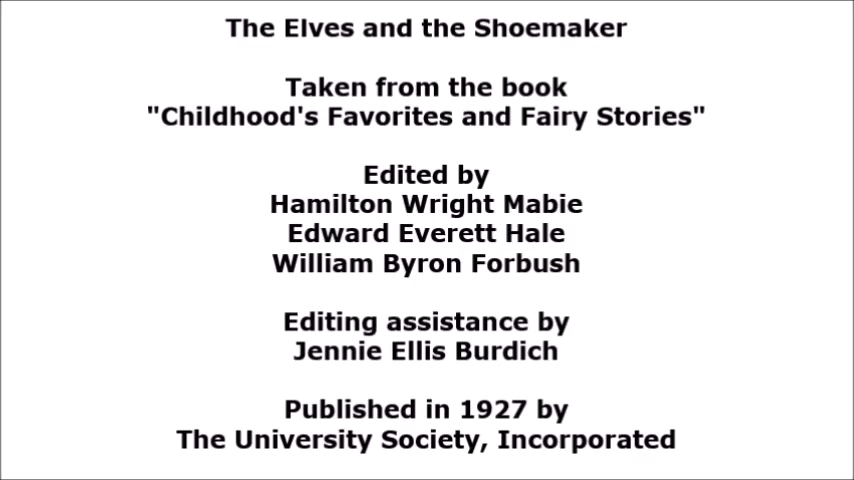 The Elves and the Shoemaker
Taken from the book
"Childhood's Favorites and Fairy Stories"
Edited by
Hamilton Wright Mabie
Edward Everett Hale
William Byron Forbush
Editing assistance by
Jennie Ellis Burdich
Published in 1927 by
The University Society, Incorporated